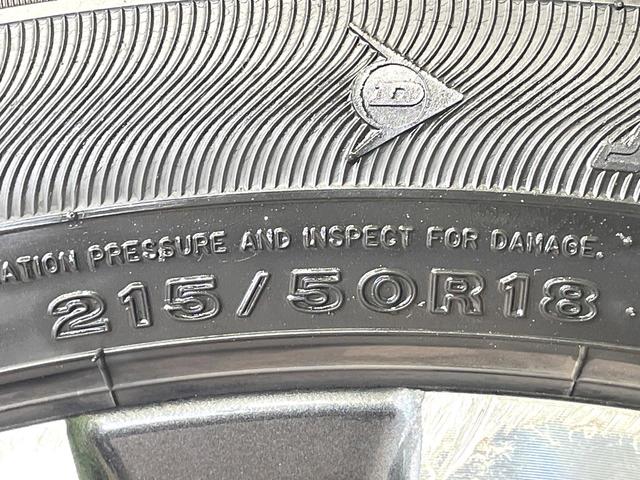 D
ATION PRESSURE AND INSPECT FOR DAMAGE.
215/50R18